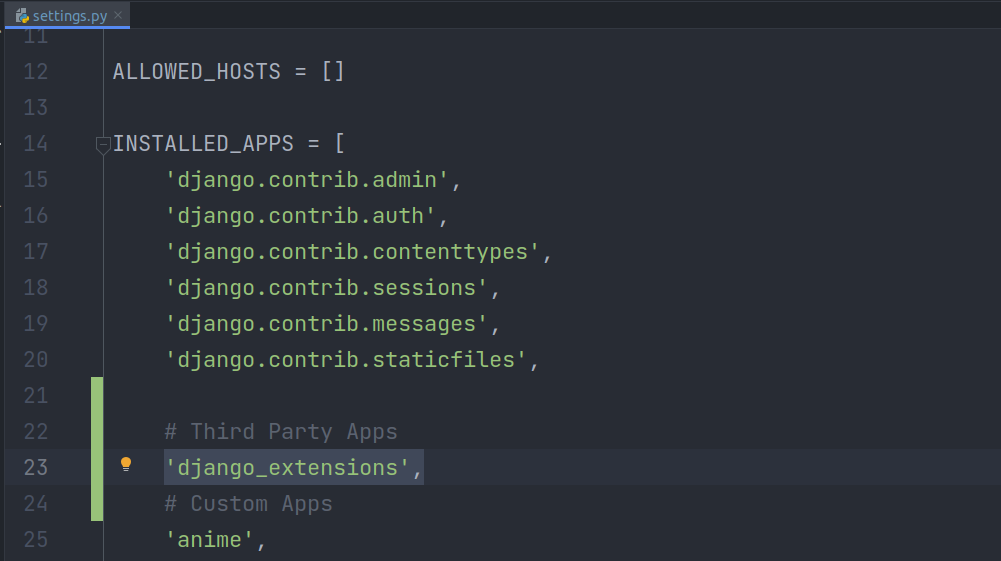 settings.py
11
12 ALLOWED_HOSTS = []
13
14 INSTALLED_APPS = [
15 'django.contrib.admin',
16 'django.contrib.auth',
17 'django.contrib.contenttypes',
18 'django.contrib.sessions',
19 'django.contrib.messages',
20 'django.contrib.staticfiles',
21
22 # Third Party Apps
23 'django_extensions',
24 # Custom Apps
25 'anime',